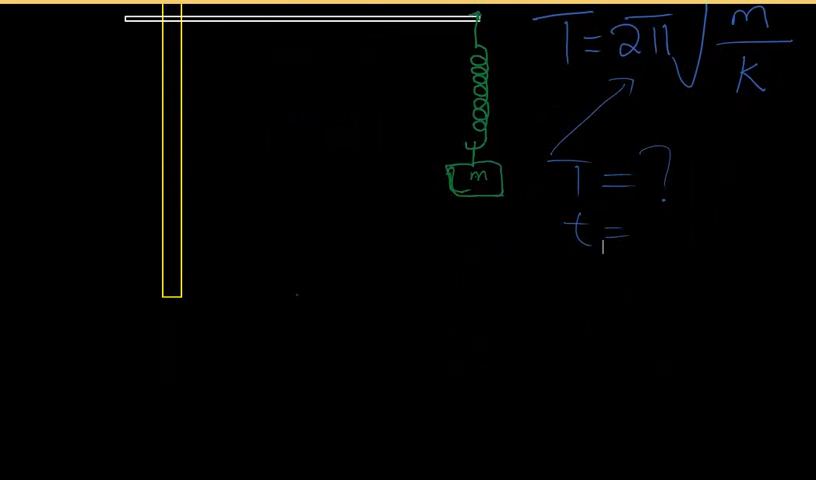 T = 2π√m/k
m
T = ?
t =